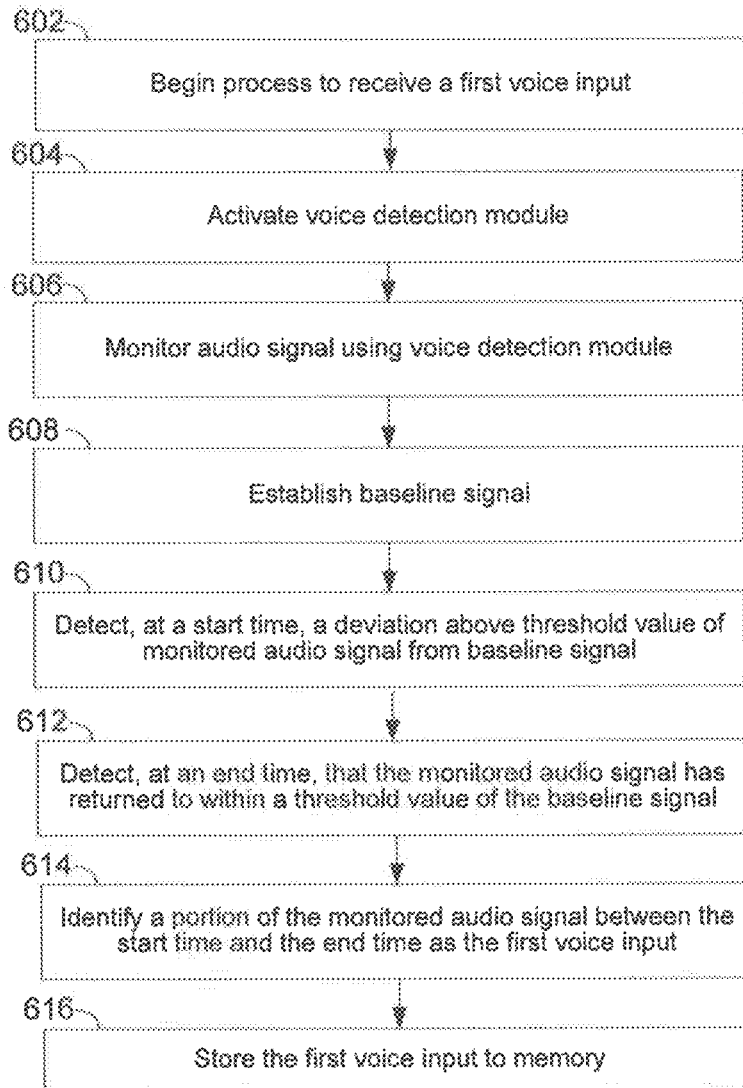 602
Begin process to receive a first voice input
604
Activate voice detection module
606
Monitor audio signal using voice detection module
608
Establish baseline signal
610
Detect, at a start time, a deviation above threshold value of
monitored audio signal from baseline signal
612
Detect, at an end time, that the monitored audio signal has
returned to within a threshold value of the baseline signal
614
Identify a portion of the monitored audio signal between the
start time and the end time as the first voice input
616
Store the first voice input to memory